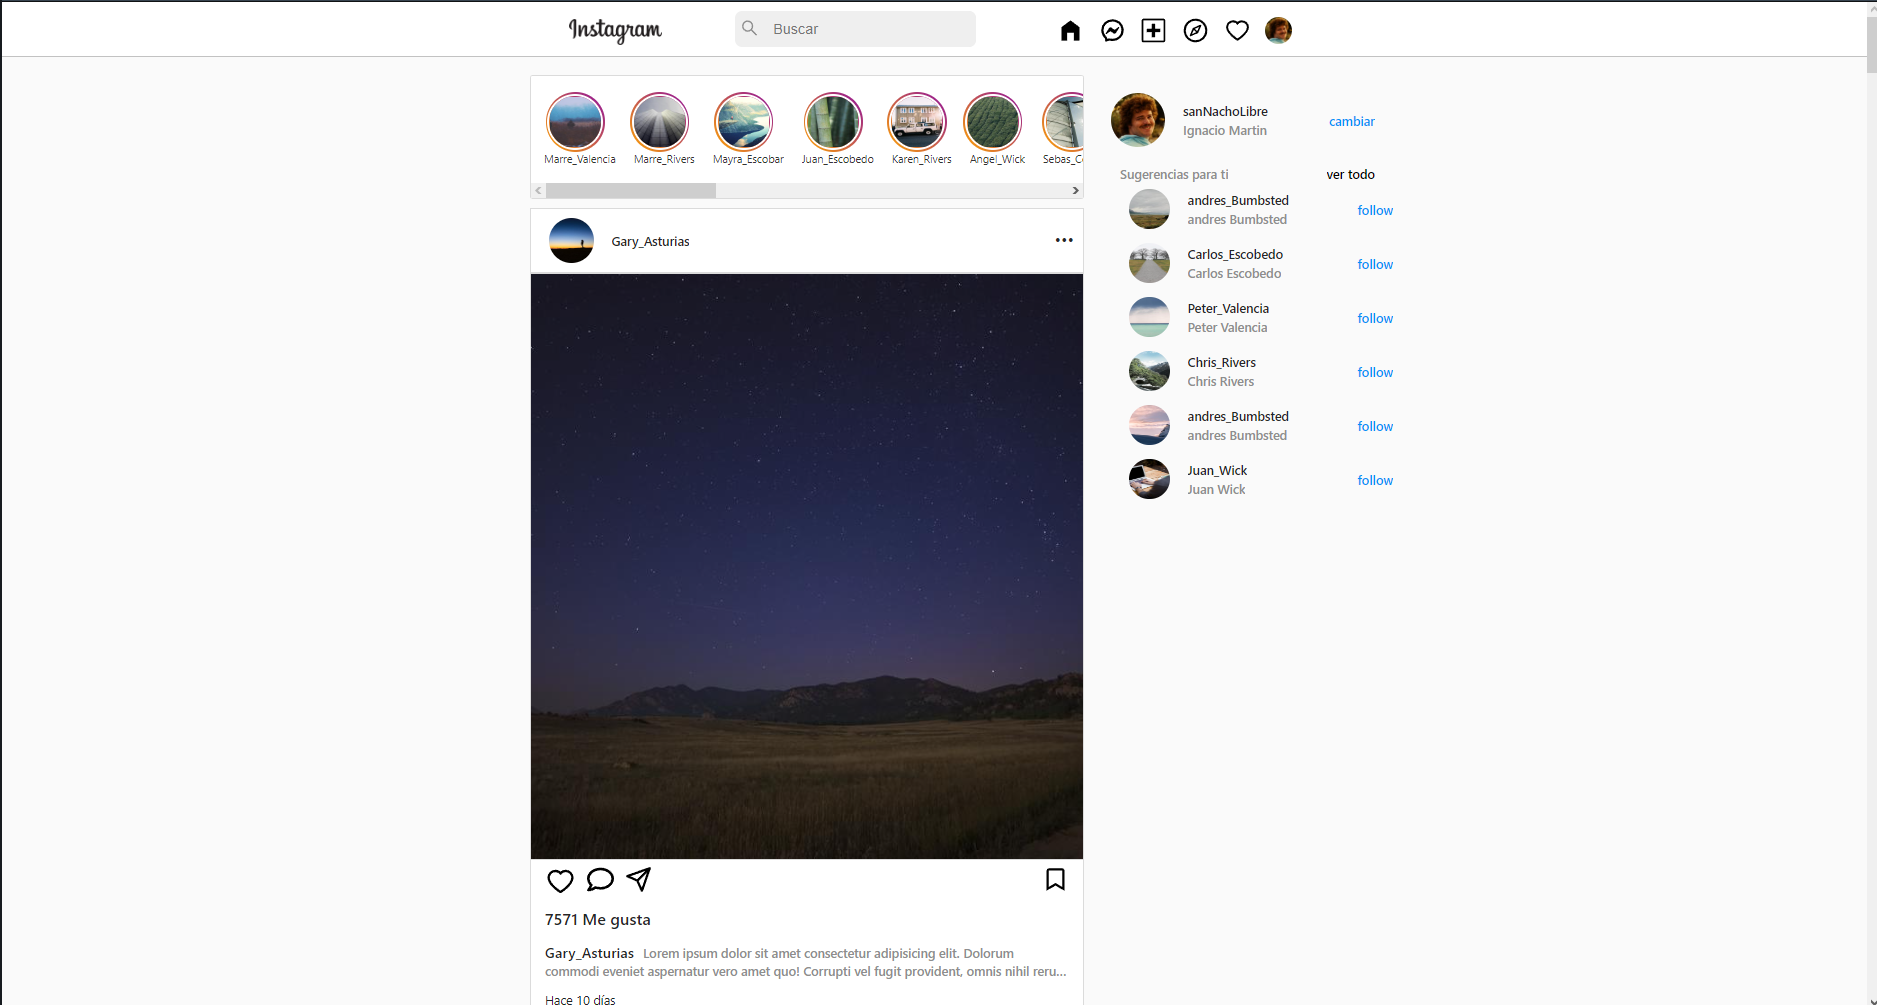 Instagram
Buscar
Marre_Valencia
Marre_Rivers
Mayra_Escobar
Juan_Escobedo
Karen_Rivers
Angel_Wick
Sebas_C
Gary_Asturias
7571 Me gusta
Gary_Asturias Lorem ipsum dolor sit amet consectetur adipisicing elit. Dolorum
commodi eveniet aspernatur vero amet quo! Corrupti vel fugit provident, omnis nihil reru...
Hace 10 días
sanNachoLibre
Ignacio Martin
cambiar
Sugerencias para ti
ver todo
andres_Bumbsted
andres Bumbsted
follow
Carlos_Escobedo
Carlos Escobedo
follow
Peter_Valencia
Peter Valencia
follow
Chris_Rivers
Chris Rivers
follow
andres_Bumbsted
andres Bumbsted
follow
Juan_Wick
Juan Wick
follow